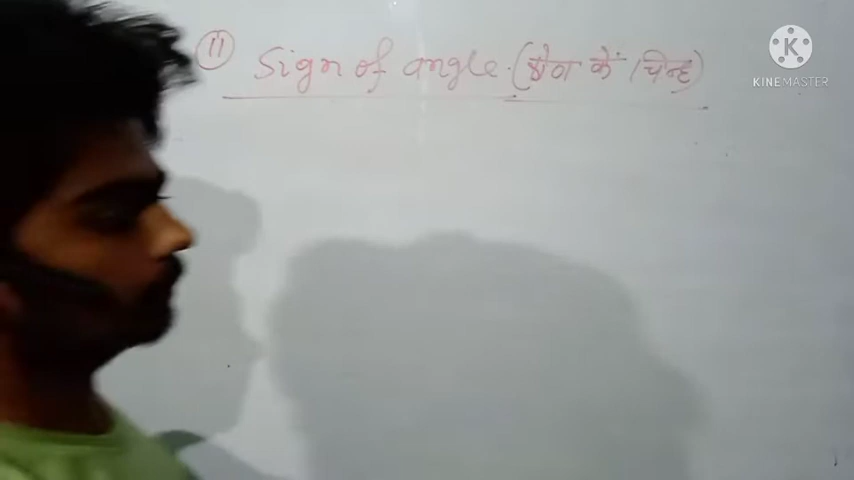 (11) Sign of angle. (कोण के चिन्ह)
KINEMASTER